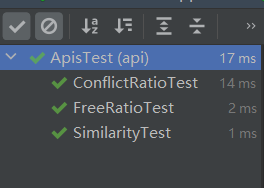 ApisTest (api) 17 ms
ConflictRatioTest 14 ms
FreeRatioTest 2 ms
SimilarityTest 1 ms